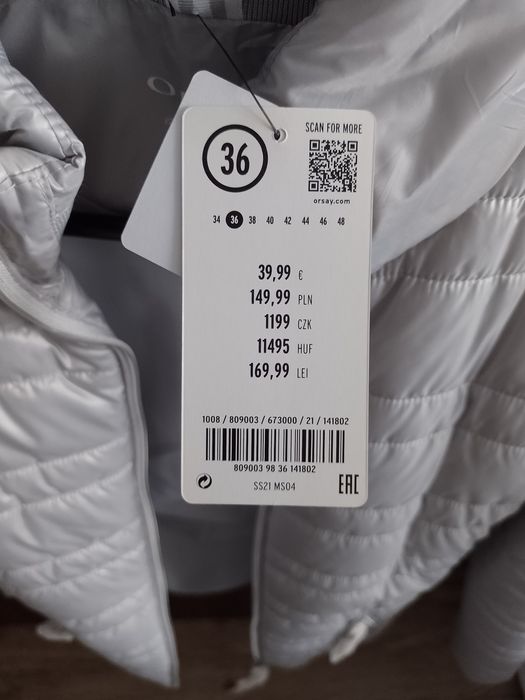 36
SCAN FOR MORE
orsay.com
34 36 38 40 42 44 46 48
39,99 €
149,99 PLN
1199 CZK
11495 HUF
169,99 LEI
1008 / 809003 / 673000 / 21 / 141802
809003 98 36 141802
SS21 MS04
EAC